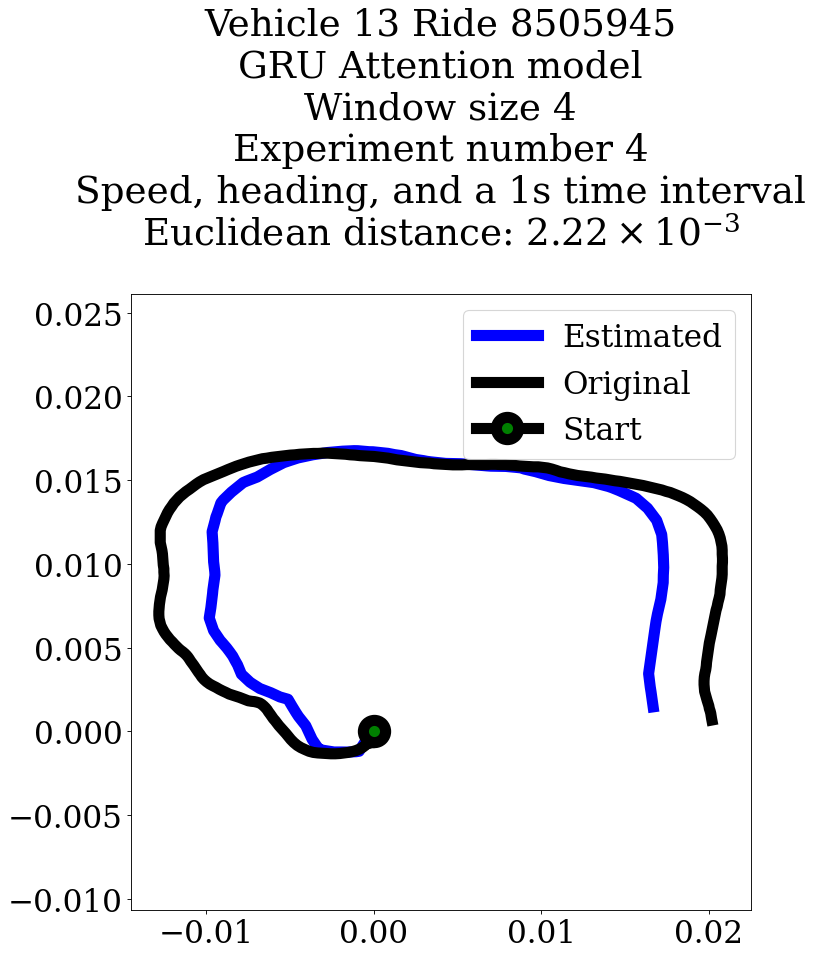 Vehicle 13 Ride 8505945
GRU Attention model
Window size 4
Experiment number 4
Speed, heading, and a 1s time interval
Euclidean distance: 2.22 × 10⁻³
Estimated
Original
Start
0.025
0.020
0.015
0.010
0.005
0.000
−0.005
−0.010
−0.01 0.00 0.01 0.02